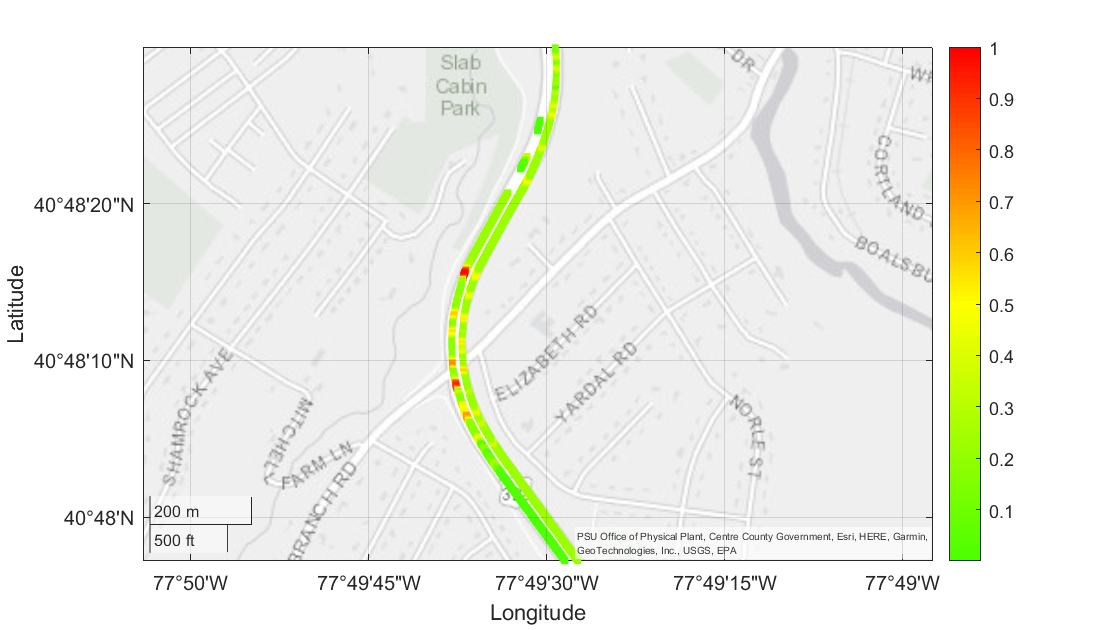 Slab
Cabin
Park
DR
CORTLAND
BOALSBU
ELIZABETH RD
YARDAL RD
NORLE ST
SHAMROCK AVE
MITCHELL
FARM LN
BRANCH RD
200 m
500 ft
PSU Office of Physical Plant, Centre County Government, Esri, HERE, Garmin,
GeoTechnologies, Inc., USGS, EPA
Latitude
40°48'20"N
40°48'10"N
40°48'N
77°50'W
77°49'45"W
77°49'30"W
77°49'15"W
77°49'W
Longitude
1
0.9
0.8
0.7
0.6
0.5
0.4
0.3
0.2
0.1